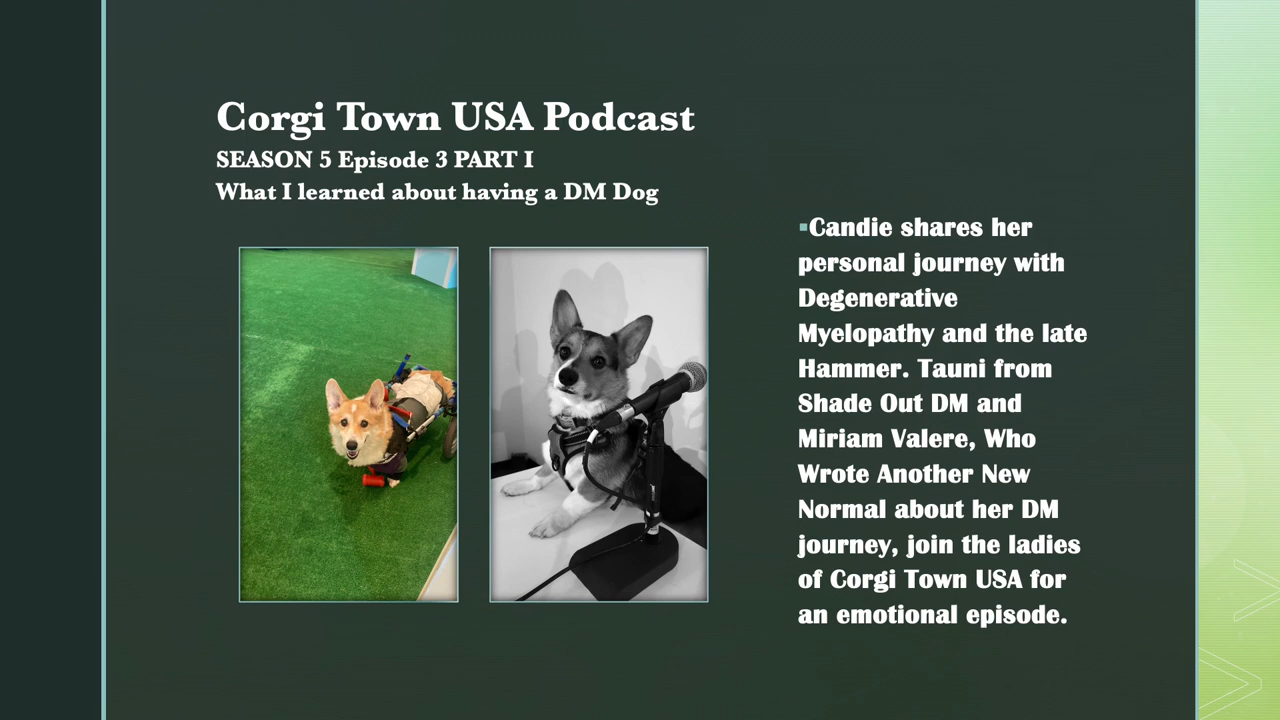 Corgi Town USA Podcast
SEASON 5 Episode 3 PART I
What I learned about having a DM Dog
▪Candie shares her
personal journey with
Degenerative
Myelopathy and the late
Hammer. Tauni from
Shade Out DM and
Miriam Valere, Who
Wrote Another New
Normal about her DM
journey, join the ladies
of Corgi Town USA for
an emotional episode.